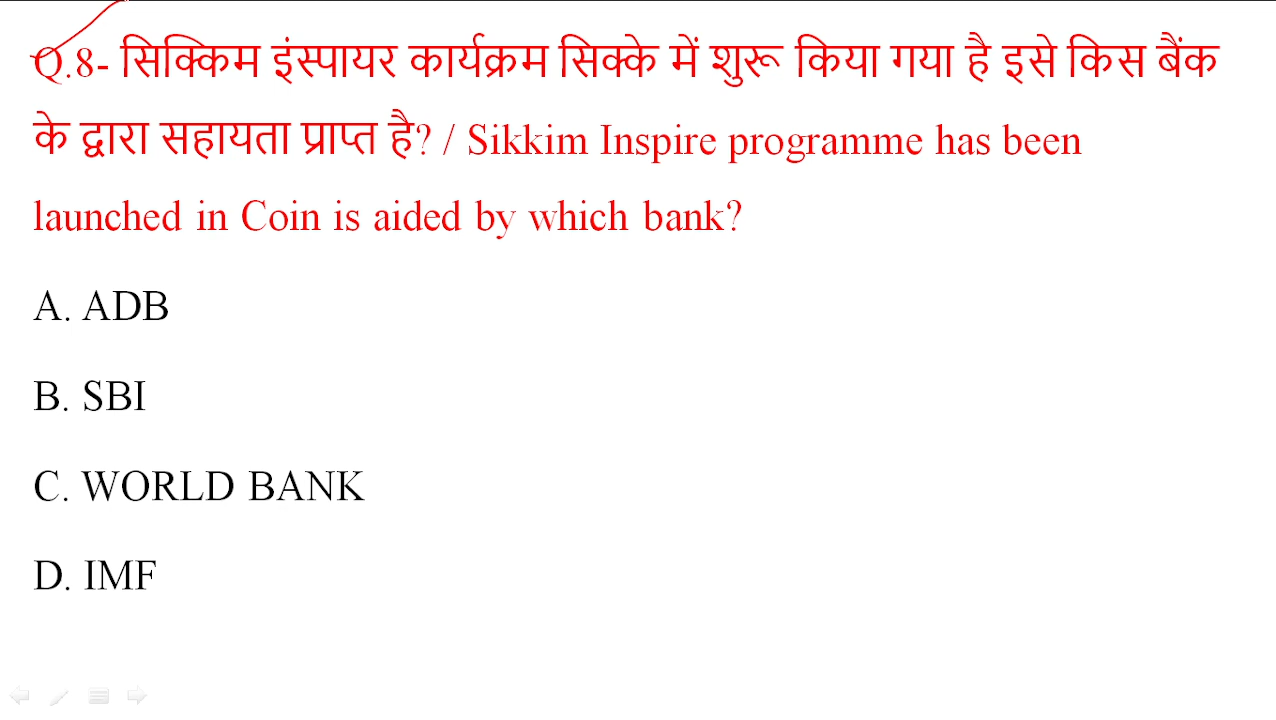 Q.8- सिक्किम इंस्पायर कार्यक्रम सिक्के में शुरू किया गया है इसे किस बैंक
के द्वारा सहायता प्राप्त है? / Sikkim Inspire programme has been
launched in Coin is aided by which bank?
A. ADB
B. SBI
C. WORLD BANK
D. IMF